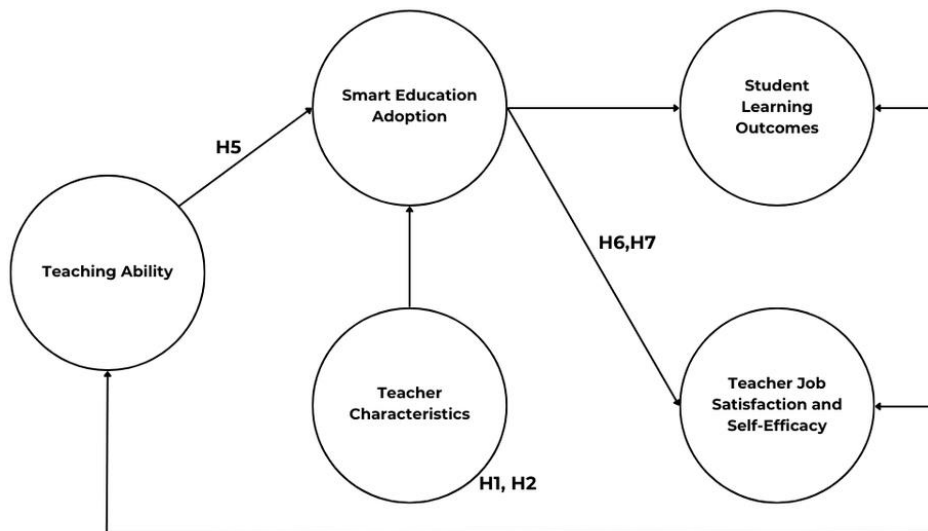 Smart Education
Adoption
Student
Learning
Outcomes
H5
Teaching Ability
H6,H7
Teacher
Characteristics
Teacher Job
Satisfaction and
Self-Efficacy
H1, H2